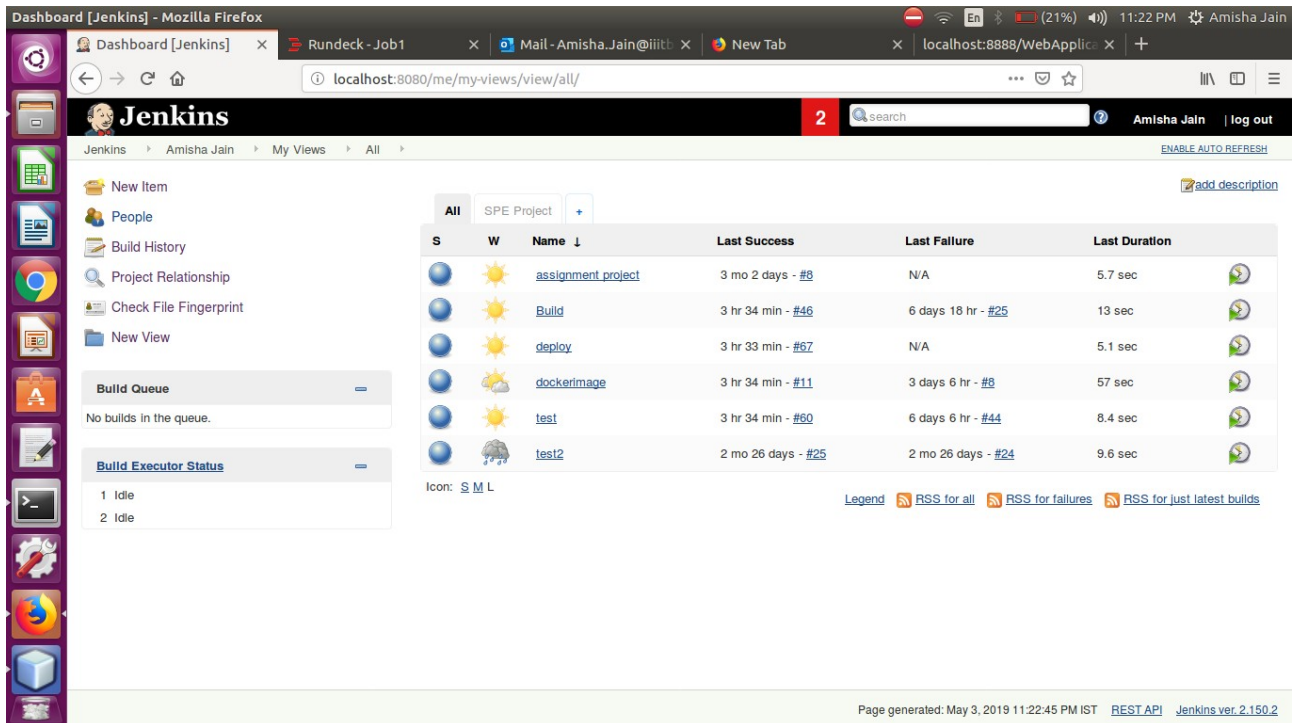 Dashboard [Jenkins] - Mozilla Firefox
En (21%) 11:22 PM Amisha Jain
Dashboard [Jenkins] × Rundeck - Job1 × Mail - Amisha.Jain@iiitb × New Tab × localhost:8888/WebApplica × +
localhost:8080/me/my-views/view/all/
Jenkins 2 search Amisha Jain | log out
Jenkins Amisha Jain My Views All ENABLE AUTO REFRESH
add description
New Item
People
Build History
Project Relationship
Check File Fingerprint
New View
Build Queue
No builds in the queue.
Build Executor Status
1 Idle
2 Idle
All SPE Project +
S W Name ↓ Last Success Last Failure Last Duration
assignment project 3 mo 2 days - #8 N/A 5.7 sec
Build 3 hr 34 min - #46 6 days 18 hr - #25 13 sec
deploy 3 hr 33 min - #67 N/A 5.1 sec
dockerimage 3 hr 34 min - #11 3 days 6 hr - #8 57 sec
test 3 hr 34 min - #60 6 days 6 hr - #44 8.4 sec
test2 2 mo 26 days - #25 2 mo 26 days - #24 9.6 sec
Icon: S M L
Legend RSS for all RSS for failures RSS for just latest builds
Page generated: May 3, 2019 11:22:45 PM IST REST API Jenkins ver. 2.150.2